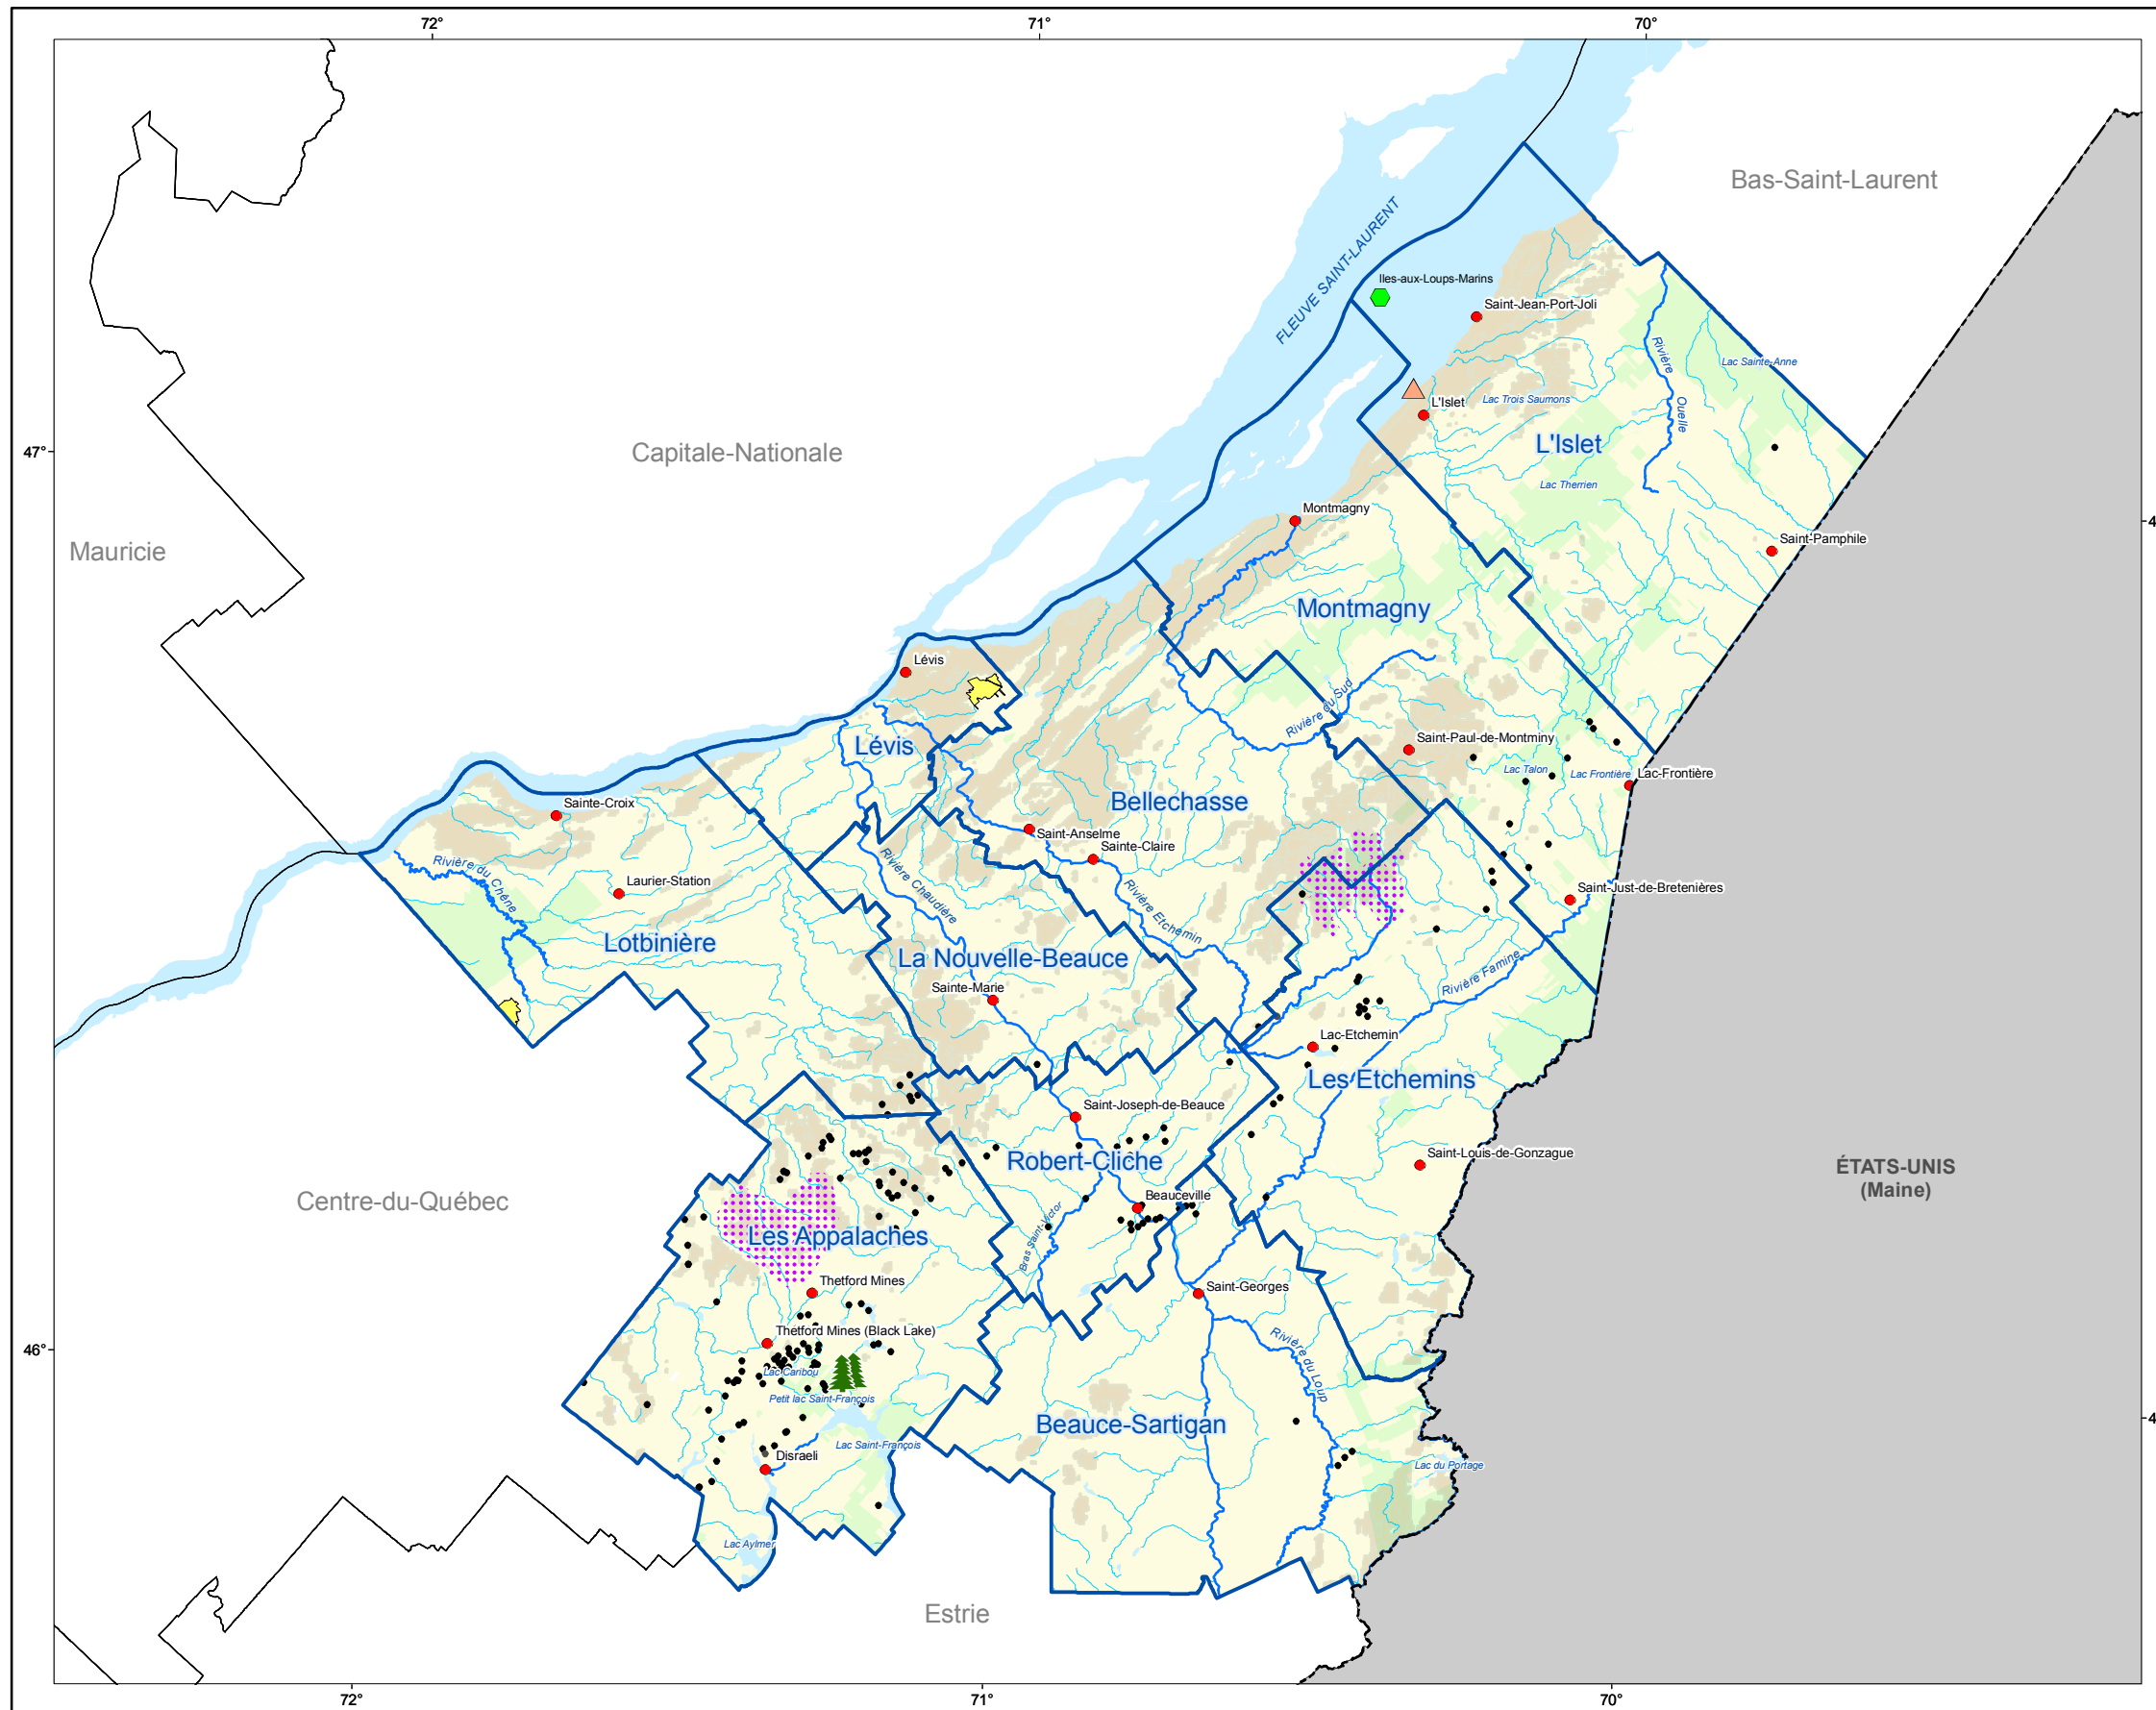 72°
71°
70°
Bas-Saint-Laurent
FLEUVE SAINT-LAURENT
Iles-aux-Loups-Marins
Saint-Jean-Port-Joli
Rivière Ouelle
Lac Sainte-Anne
Lac Trois Saumons
L'Islet
L'Islet
Capitale-Nationale
47°
Lac Therrien
Montmagny
4
Saint-Pamphile
Mauricie
Montmagny
Lévis
Rivière du Sud
Lévis
Saint-Paul-de-Montminy
Lac Talon
Lac Frontière
Lac-Frontière
Bellechasse
Sainte-Croix
Saint-Anselme
Sainte-Claire
Rivière du Chêne
Rivière Chaudière
Laurier-Station
Saint-Just-de-Bretenières
Rivière Etchemin
Lotbinière
La Nouvelle-Beauce
Rivière Famine
Sainte-Marie
Lac-Etchemin
Les Etchemins
Saint-Joseph-de-Beauce
Robert-Cliche
Saint-Louis-de-Gonzague
ÉTATS-UNIS
(Maine)
Centre-du-Québec
Beauceville
Bras Saint-Victor
Les Appalaches
Thetford Mines
Saint-Georges
Thetford Mines (Black Lake)
46°
Rivière du Loup
Lac Caribou
Petit lac Saint-François
Beauce-Sartigan
4
Lac Saint-François
Disraeli
Lac du Portage
Lac Aylmer
Estrie
72°
71°
70°